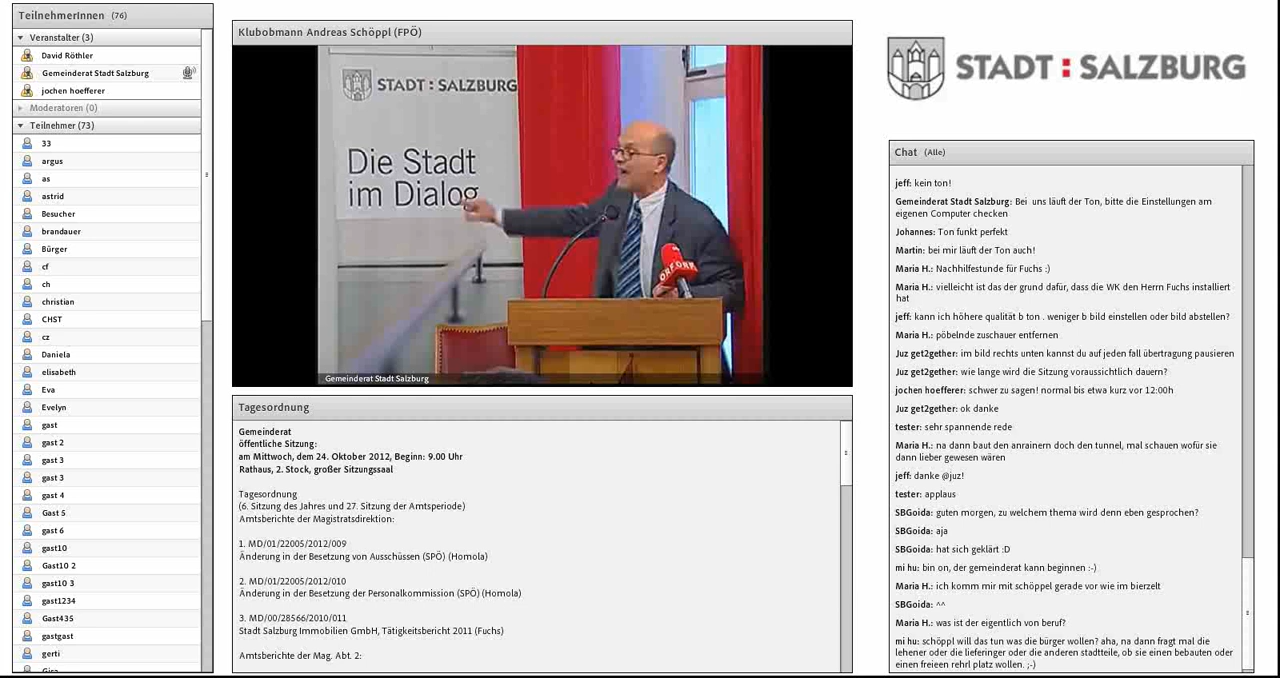 TeilnehmerInnen (76)
Veranstalter (3)
David Röthler
Gemeinderat Stadt Salzburg
jochen hoefferer
Moderatoren (0)
Teilnehmer (73)
33
argus
as
astrid
Besucher
brandauer
Bürger
cf
ch
christian
CHST
cz
Daniela
elisabeth
Eva
Evelyn
gast
gast 2
gast 3
gast 3
gast 4
Gast 5
gast 6
gast10
Gast10 2
gast10 3
gast1234
Gast435
gastgast
gerti
Klubobmann Andreas Schöppl (FPÖ)
STADT : SALZBURG
Die Stadt
im Dialog
ORF ORF
Gemeinderat Stadt Salzburg
Tagesordnung
Gemeinderat
öffentliche Sitzung:
am Mittwoch, dem 24. Oktober 2012, Beginn: 9.00 Uhr
Rathaus, 2. Stock, großer Sitzungssaal
Tagesordnung
(6. Sitzung des Jahres und 27. Sitzung der Amtsperiode)
Amtsberichte der Magistratsdirektion:
1. MD/01/22005/2012/009
Änderung in der Besetzung von Ausschüssen (SPÖ) (Homola)
2. MD/01/22005/2012/010
Änderung in der Besetzung der Personalkommission (SPÖ) (Homola)
3. MD/00/28566/2010/011
Stadt Salzburg Immobilien GmbH, Tätigkeitsbericht 2011 (Fuchs)
Amtsberichte der Mag. Abt. 2:
STADT : SALZBURG
Chat (Alle)
jeff: kein ton!
Gemeinderat Stadt Salzburg: Bei uns läuft der Ton, bitte die Einstellungen am
eigenen Computer checken
Johannes: Ton funkt perfekt
Martin: bei mir läuft der Ton auch!
Maria H.: Nachhilfestunde für Fuchs :)
Maria H.: vielleicht ist das der grund dafür, dass die WK den Herrn Fuchs installiert
hat
jeff: kann ich höhere qualität b ton . weniger b bild einstellen oder bild abstellen?
Maria H.: pöbelnde zuschauer entfernen
Juz get2gether: im bild rechts unten kannst du auf jeden fall übertragung pausieren
Juz get2gether: wie lange wird die Sitzung voraussichtlich dauern?
jochen hoefferer: schwer zu sagen! normal bis etwa kurz vor 12:00h
Juz get2gether: ok danke
tester: sehr spannende rede
Maria H.: na dann baut den anrainern doch den tunnel, mal schauen wofür sie
dann lieber gewesen wären
jeff: danke @juz!
tester: applaus
SBGoida: guten morgen, zu welchem thema wird denn eben gesprochen?
SBGoida: aja
SBGoida: hat sich geklärt :D
mi hu: bin on, der gemeinderat kann beginnen :-)
Maria H.: ich komm mir mit schöppel gerade vor wie im bierzelt
SBGoida: ^^
Maria H.: was ist der eigentlich von beruf?
mi hu: schöppl will das tun was die bürger wollen? aha, na dann fragt mal die
lehener oder die lieferinger oder die anderen stadtteile, ob sie einen bebauten oder
einen freieen rehrl platz wollen. ;-)